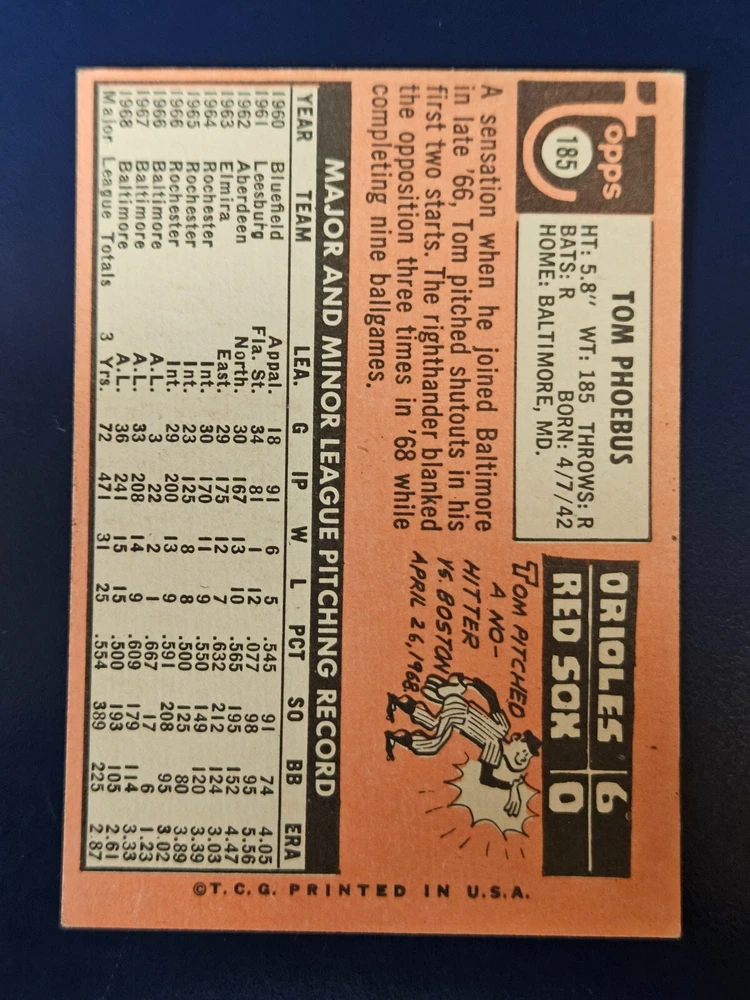 Topps
185
TOM PHOEBUS
HT: 5.8" WT: 185 THROWS: R
BATS: R BORN: 4/7/42
HOME: BALTIMORE, MD.
A sensation when he joined Baltimore
in late '66, Tom pitched shutouts in his
first two starts. The righthander blanked
the opposition three times in '68 while
completing nine ballgames.
ORIOLES 6
RED SOX 0
TOM PITCHED
A NO-
HITTER
VS. BOSTON
APRIL 26, 1968.
MAJOR AND MINOR LEAGUE PITCHING RECORD
YEAR TEAM LEA. G IP W L PCT SO BB ERA
1960 Bluefield Appal. 18 91 6 5 .545 91 74 4.05
1961 Leesburg Fla. St. 34 81 1 12 .077 98 95 5.56
1962 Aberdeen North. 30 167 13 10 .565 195 152 4.47
1963 Elmira East. 29 175 12 7 .632 212 124 3.03
1964 Rochester Int. 30 170 11 9 .550 149 120 3.39
1965 Rochester Int. 23 125 8 8 .500 125 80 3.89
1966 Rochester Int. 29 200 13 9 .591 208 95 3.02
1966 Baltimore A.L. 3 22 2 1 .667 17 6 1.23
1967 Baltimore A.L. 33 208 14 9 .609 179 114 3.33
1968 Baltimore A.L. 36 241 15 15 .500 193 105 2.61
Major League Totals 3 Yrs. 72 471 31 25 .554 389 225 2.87
©T.C.G. PRINTED IN U.S.A.